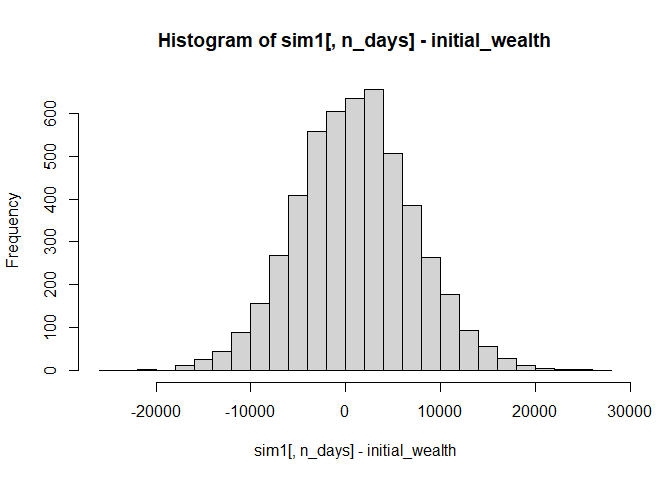 Histogram of sim1[, n_days] - initial_wealth
Frequency
600
500
400
300
200
100
0
-20000 -10000 0 10000 20000 30000
sim1[, n_days] - initial_wealth